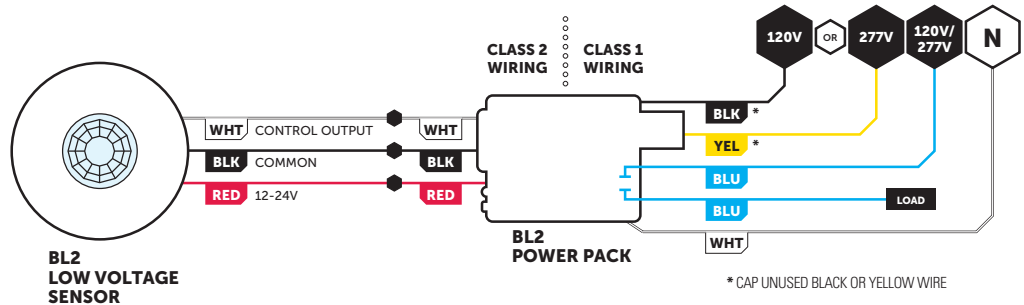 120V
OR
277V
120V/
277V
N
CLASS 2
WIRING
CLASS 1
WIRING
WHT CONTROL OUTPUT WHT
BLK COMMON BLK
RED 12-24V RED
BLK *
YEL *
BLU
BLU
LOAD
WHT
BL2
LOW VOLTAGE
SENSOR
BL2
POWER PACK
* CAP UNUSED BLACK OR YELLOW WIRE